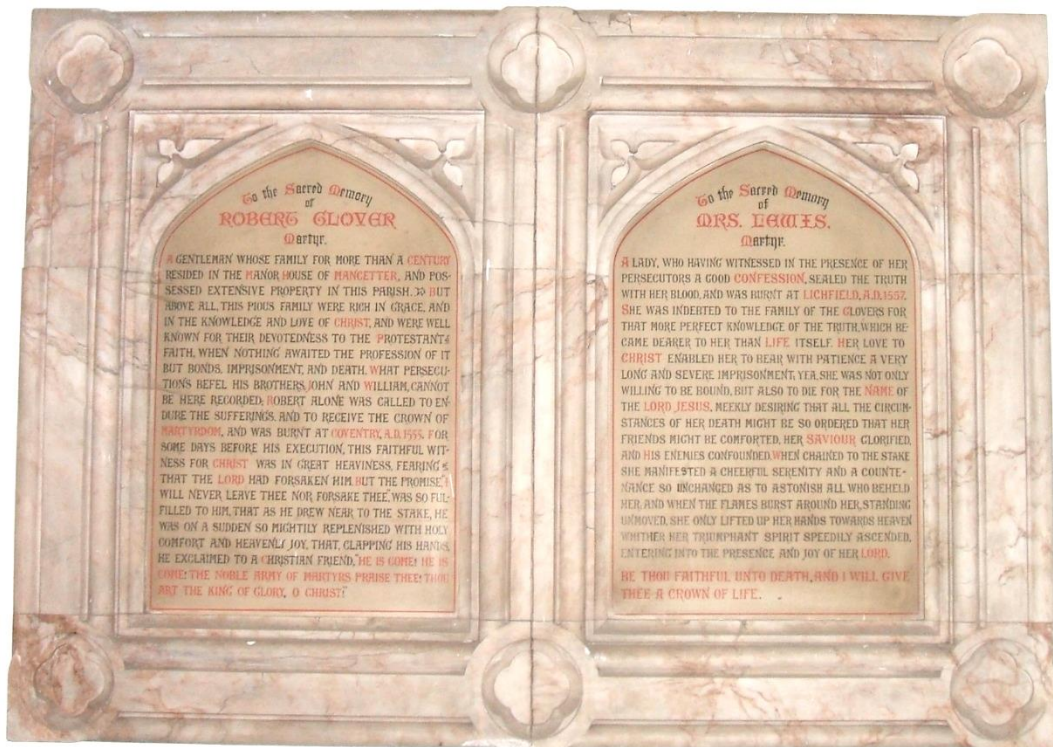 To the Sacred Memory
of
ROBERT GLOVER
Martyr.
A GENTLEMAN WHOSE FAMILY FOR MORE THAN A CENTURY
RESIDED IN THE MANOR HOUSE OF MANCETTER, AND POS-
SESSED EXTENSIVE PROPERTY IN THIS PARISH. BUT
ABOVE ALL, THIS PIOUS FAMILY WERE RICH IN GRACE, AND
IN THE KNOWLEDGE AND LOVE OF CHRIST, AND WERE WELL
KNOWN FOR THEIR DEVOTEDNESS TO THE PROTESTANT
FAITH, WHEN NOTHING AWAITED THE PROFESSION OF IT
BUT BONDS, IMPRISONMENT, AND DEATH. WHAT PERSECU-
TIONS BEFEL HIS BROTHERS, JOHN AND WILLIAM, CANNOT
BE HERE RECORDED; ROBERT ALONE WAS CALLED TO EN-
DURE THE SUFFERINGS, AND TO RECEIVE THE CROWN OF
MARTYRDOM, AND WAS BURNT AT COVENTRY, A.D. 1555. FOR
SOME DAYS BEFORE HIS EXECUTION, THIS FAITHFUL WIT-
NESS FOR CHRIST WAS IN GREAT HEAVINESS, FEARING
THAT THE LORD HAD FORSAKEN HIM. BUT THE PROMISE, "I
WILL NEVER LEAVE THEE NOR FORSAKE THEE," WAS SO FUL-
FILLED TO HIM, THAT AS HE DREW NEAR TO THE STAKE, HE
WAS ON A SUDDEN SO MIGHTILY REPLENISHED WITH HOLY
COMFORT AND HEAVENLY JOY, THAT, CLAPPING HIS HANDS,
HE EXCLAIMED TO A CHRISTIAN FRIEND, "HE IS COME! HE IS
COME! THE NOBLE ARMY OF MARTYRS PRAISE THEE! THOU
ART THE KING OF GLORY, O CHRIST!"
To the Sacred Memory
of
MRS. LEWIS,
Martyr.
A LADY, WHO HAVING WITNESSED IN THE PRESENCE OF HER
PERSECUTORS A GOOD CONFESSION, SEALED THE TRUTH
WITH HER BLOOD, AND WAS BURNT AT LICHFIELD, A.D. 1557.
SHE WAS INDEBTED TO THE FAMILY OF THE GLOVERS FOR
THAT MORE PERFECT KNOWLEDGE OF THE TRUTH, WHICH BE
CAME DEARER TO HER THAN LIFE ITSELF. HER LOVE TO
CHRIST ENABLED HER TO BEAR WITH PATIENCE A VERY
LONG AND SEVERE IMPRISONMENT, YEA, SHE WAS NOT ONLY
WILLING TO BE BOUND, BUT ALSO TO DIE FOR THE NAME OF
THE LORD JESUS, MEEKLY DESIRING THAT ALL THE CIRCUM-
STANCES OF HER DEATH MIGHT BE SO ORDERED THAT HER
FRIENDS MIGHT BE COMFORTED, HER SAVIOUR GLORIFIED,
AND HIS ENEMIES CONFOUNDED. WHEN CHAINED TO THE STAKE
SHE MANIFESTED A CHEERFUL SERENITY AND A COUNTE-
NANCE SO UNCHANGED AS TO ASTONISH ALL WHO BEHELD
HER, AND WHEN THE FLAMES BURST AROUND HER, STANDING
UNMOVED, SHE ONLY LIFTED UP HER HANDS TOWARDS HEAVEN
WHITHER HER TRIUMPHANT SPIRIT SPEEDILY ASCENDED,
ENTERING INTO THE PRESENCE AND JOY OF HER LORD.
BE THOU FAITHFUL UNTO DEATH, AND I WILL GIVE
THEE A CROWN OF LIFE.